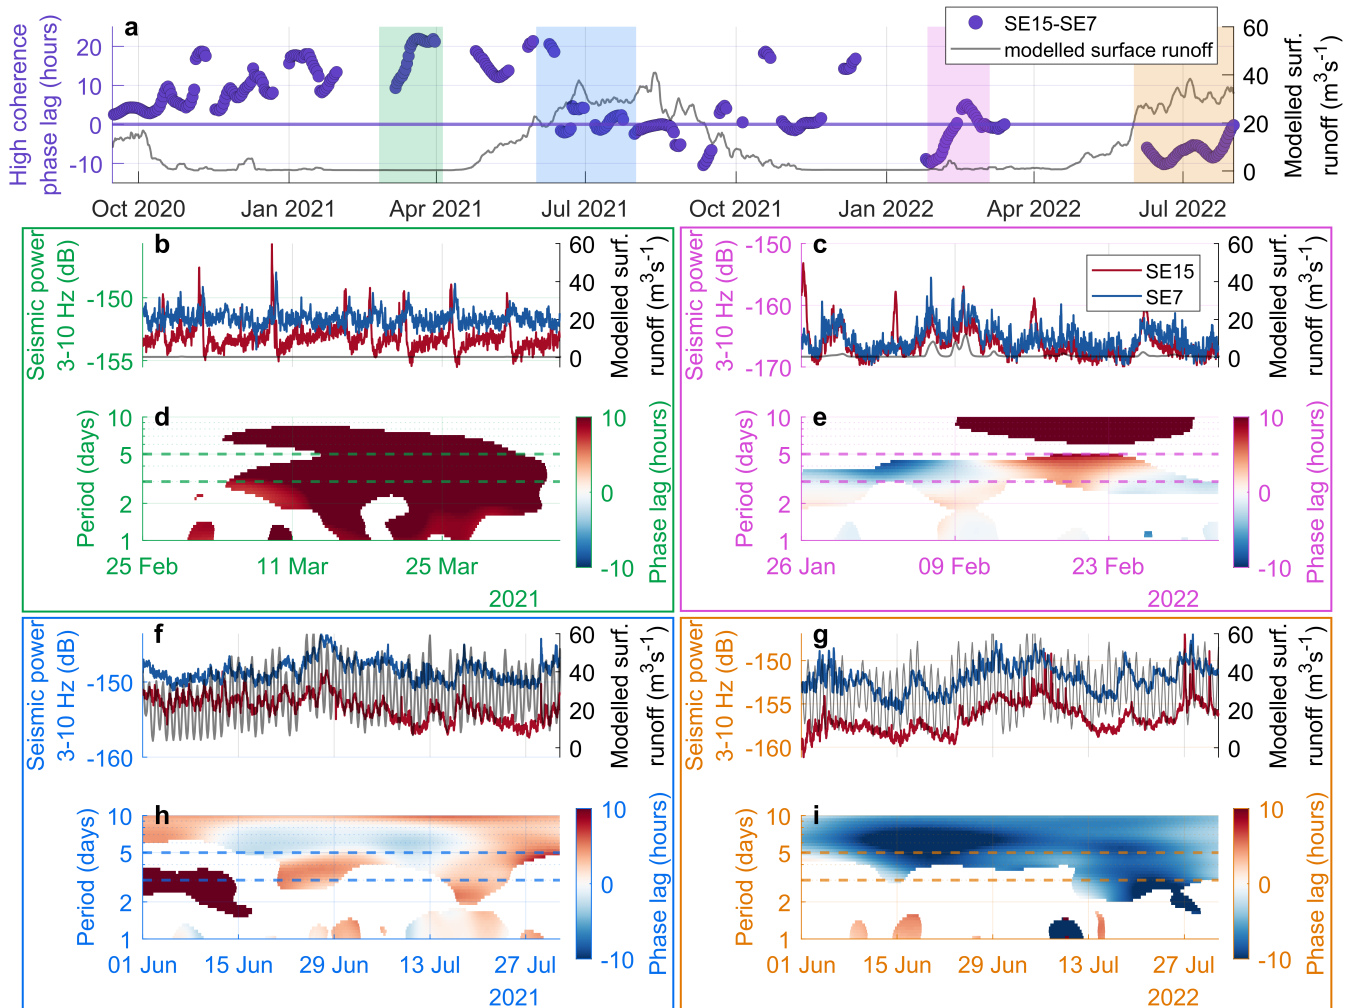 a
High coherence
phase lag (hours)
20
10
0
-10
SE15-SE7
modelled surface runoff
60
40
20
0
Modelled surf.
runoff (m³s⁻¹)
Oct 2020
Jan 2021
Apr 2021
Jul 2021
Oct 2021
Jan 2022
Apr 2022
Jul 2022
b
Seismic power
3-10 Hz (dB)
-150
-155
60
40
20
0
Modelled surf.
runoff (m³s⁻¹)
c
Seismic power
3-10 Hz (dB)
-150
-160
-170
SE15
SE7
60
40
20
0
Modelled surf.
runoff (m³s⁻¹)
d
Period (days)
10
5
2
1
25 Feb
11 Mar
25 Mar
2021
10
0
-10
Phase lag (hours)
e
Period (days)
10
5
2
1
26 Jan
09 Feb
23 Feb
2022
10
0
-10
Phase lag (hours)
f
Seismic power
3-10 Hz (dB)
-150
-160
60
40
20
0
Modelled surf.
runoff (m³s⁻¹)
g
Seismic power
3-10 Hz (dB)
-150
-155
-160
60
40
20
0
Modelled surf.
runoff (m³s⁻¹)
h
Period (days)
10
5
2
1
01 Jun
15 Jun
29 Jun
13 Jul
27 Jul
2021
10
0
-10
Phase lag (hours)
i
Period (days)
10
5
2
1
01 Jun
15 Jun
29 Jun
13 Jul
27 Jul
2022
10
0
-10
Phase lag (hours)